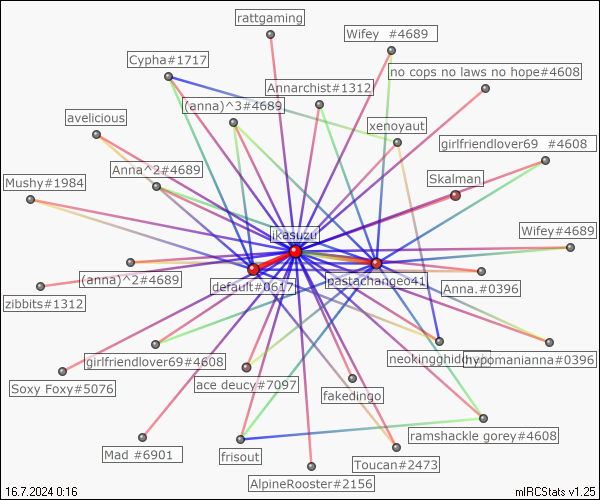 rattgaming
Wifey #4689
Cypha#1717
no cops no laws no hope#4608
Annarchist#1312
(anna)^3#4689
avelicious
xenoyaut
girlfriendlover69 #4608
Anna^2#4689
Skalman
Mushy#1984
ikasuzu
Wifey#4689
(anna)^2#4689
default#0617
pastachangeo41
Anna.#0396
zibbits#1312
girlfriendlover69#4608
hypomanianna#0396
Soxy Foxy#5076
ace deucy#7097
fakedingo
ramshackle gorey#4608
Mad #6901
frisout
Toucan#2473
AlpineRooster#2156
16.7.2024 0:16
mIRCStats v1.25